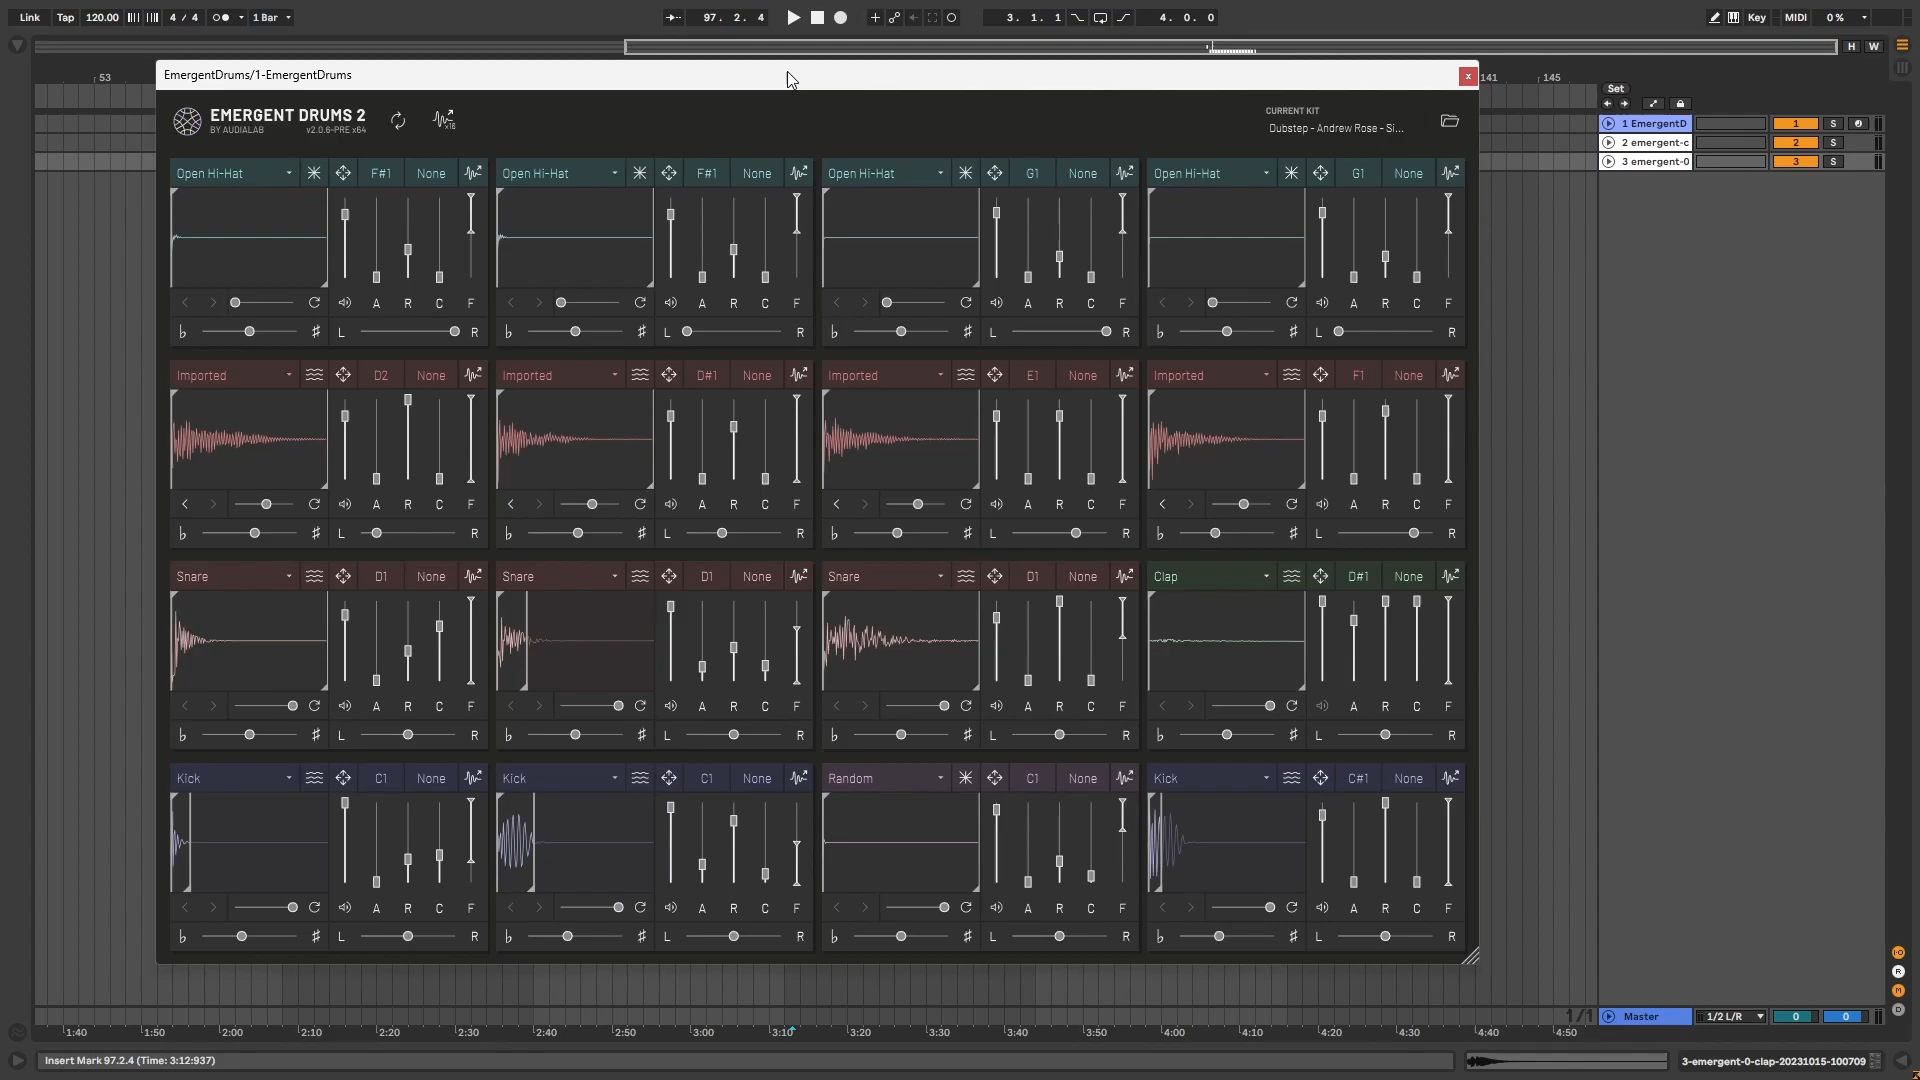 Link Tap 120.00 4 / 4 1 Bar 97. 2. 4 3. 1. 1 4. 0. 0 Key MIDI 0 %
H W
53 141 145
EmergentDrums/1-EmergentDrums x
Set
EMERGENT DRUMS 2
BY AUDIALAB v2.0.6-PRE x64
x16
CURRENT KIT
Dubstep - Andrew Rose - Si...
1 EmergentD 1 S
2 emergent-c 2 S
3 emergent-0 3 S
Open Hi-Hat F#1 None Open Hi-Hat F#1 None Open Hi-Hat G1 None Open Hi-Hat G1 None
A R C F A R C F A R C F A R C F
♭ ♯ L R ♭ ♯ L R ♭ ♯ L R ♭ ♯ L R
Imported D2 None Imported D#1 None Imported E1 None Imported F1 None
A R C F A R C F A R C F A R C F
♭ ♯ L R ♭ ♯ L R ♭ ♯ L R ♭ ♯ L R
Snare D1 None Snare D1 None Snare D1 None Clap D#1 None
A R C F A R C F A R C F A R C F
♭ ♯ L R ♭ ♯ L R ♭ ♯ L R ♭ ♯ L R
Kick C1 None Kick C1 None Random C1 None Kick C#1 None
A R C F A R C F A R C F A R C F
♭ ♯ L R ♭ ♯ L R ♭ ♯ L R ♭ ♯ L R
I·O
R
M
D
1/1 Master 1/2 L/R 0 0
1:40 1:50 2:00 2:10 2:20 2:30 2:40 2:50 3:00 3:10 3:20 3:30 3:40 3:50 4:00 4:10 4:20 4:30 4:40 4:50
Insert Mark 97.2.4 (Time: 3:12:937) 3-emergent-0-clap-20231015-100709